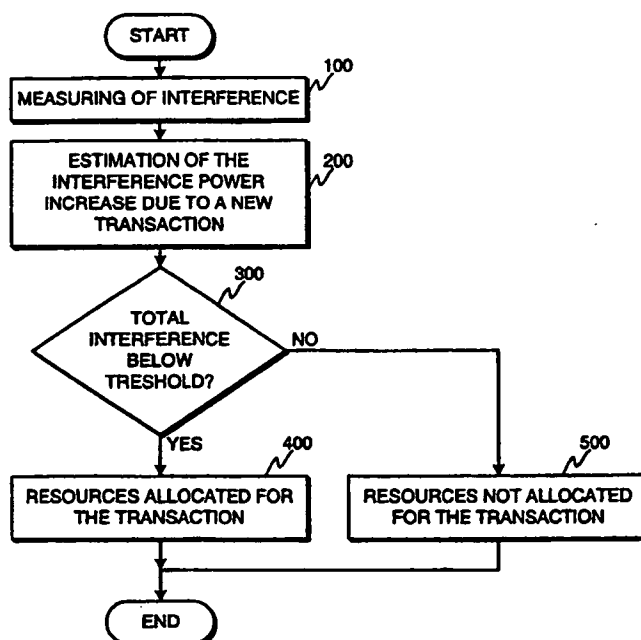 START
100
MEASURING OF INTERFERENCE
ESTIMATION OF THE
INTERFERENCE POWER
INCREASE DUE TO A NEW
TRANSACTION
200
300
TOTAL
INTERFERENCE
BELOW
TRESHOLD?
NO
YES
400
RESOURCES ALLOCATED FOR
THE TRANSACTION
500
RESOURCES NOT ALLOCATED
FOR THE TRANSACTION
END